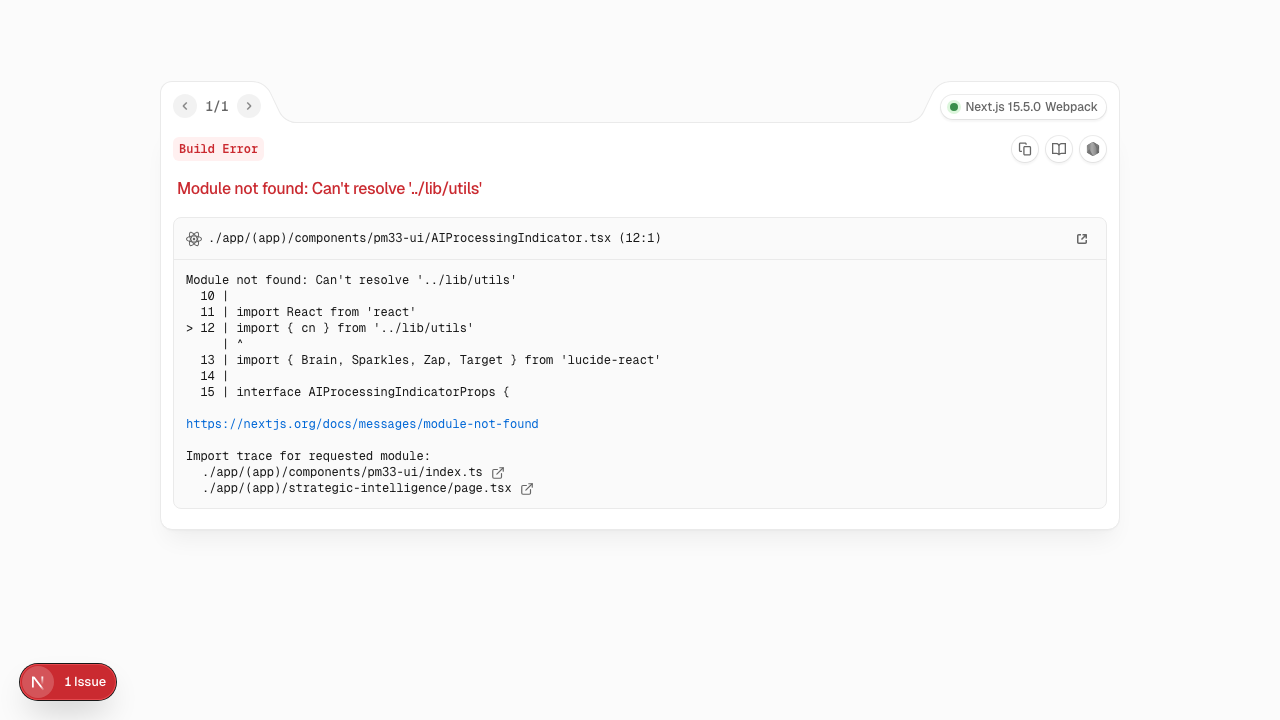 1/1
Next.js 15.5.0 Webpack
Build Error
Module not found: Can't resolve '../lib/utils'
./app/(app)/components/pm33-ui/AIProcessingIndicator.tsx (12:1)
Module not found: Can't resolve '../lib/utils'
  10 |
  11 | import React from 'react'
> 12 | import { cn } from '../lib/utils'
     | ^
  13 | import { Brain, Sparkles, Zap, Target } from 'lucide-react'
  14 |
  15 | interface AIProcessingIndicatorProps {
https://nextjs.org/docs/messages/module-not-found
Import trace for requested module:
./app/(app)/components/pm33-ui/index.ts
./app/(app)/strategic-intelligence/page.tsx
N 1 Issue